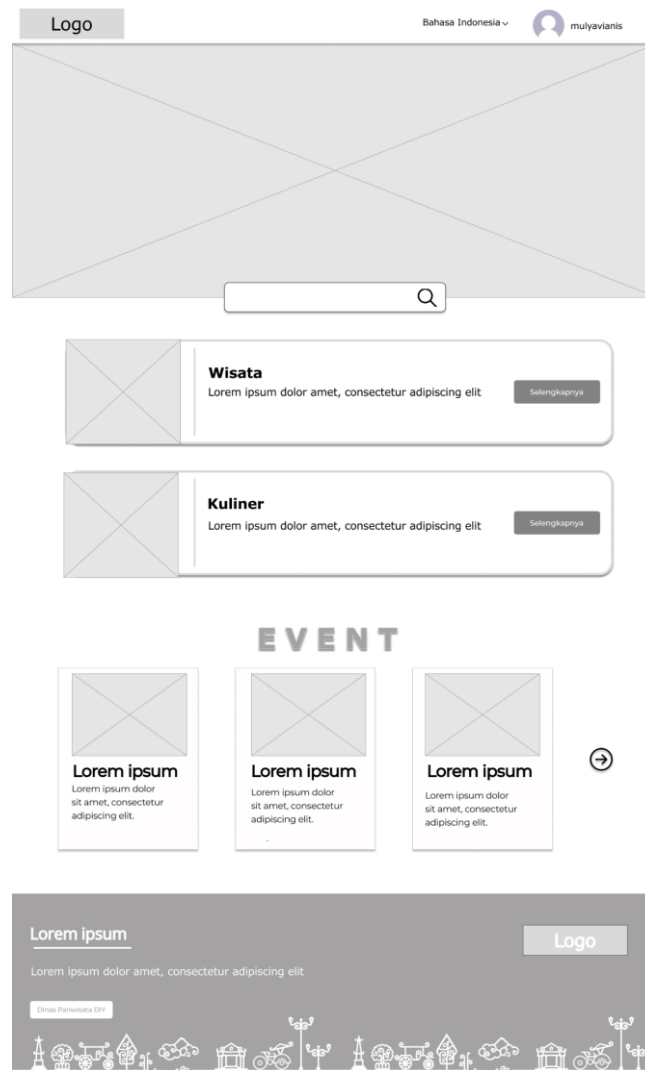 Logo
Bahasa Indonesia
mulyavianis
Wisata
Lorem ipsum dolor amet, consectetur adipiscing elit
Selengkapnya
Kuliner
Lorem ipsum dolor amet, consectetur adipiscing elit
Selengkapnya
EVENT
Lorem ipsum
Lorem ipsum dolor
sit amet, consectetur
adipiscing elit.
Lorem ipsum
Lorem ipsum dolor
sit amet, consectetur
adipiscing elit.
Lorem ipsum
Lorem ipsum dolor
sit amet, consectetur
adipiscing elit.
Lorem ipsum
Logo
Lorem ipsum dolor amet, consectetur adipiscing elit
Dinas Pariwisata DIY